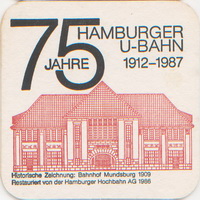 75 JAHRE
HAMBURGER
U-BAHN
1912–1987
Historische Zeichnung: Bahnhof Mundsburg 1909
Restauriert von der Hamburger Hochbahn AG 1986